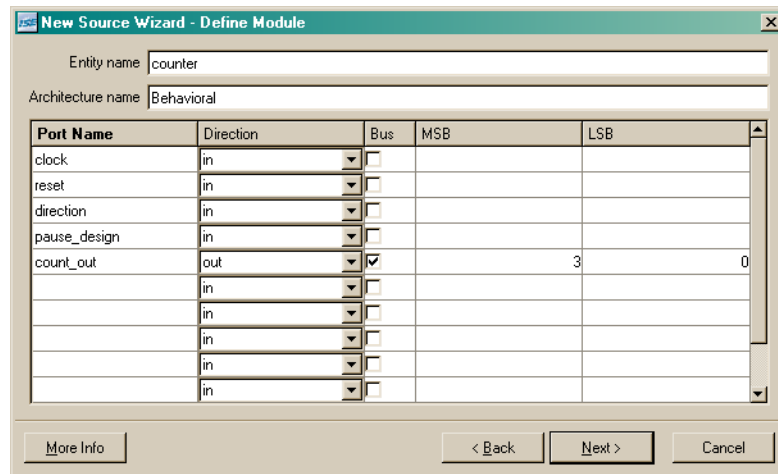 ISE New Source Wizard - Define Module
Entity name counter
Architecture name Behavioral
Port Name Direction Bus MSB LSB
clock in
reset in
direction in
pause_design in
count_out out 3 0
in
in
in
in
in
More Info < Back Next > Cancel